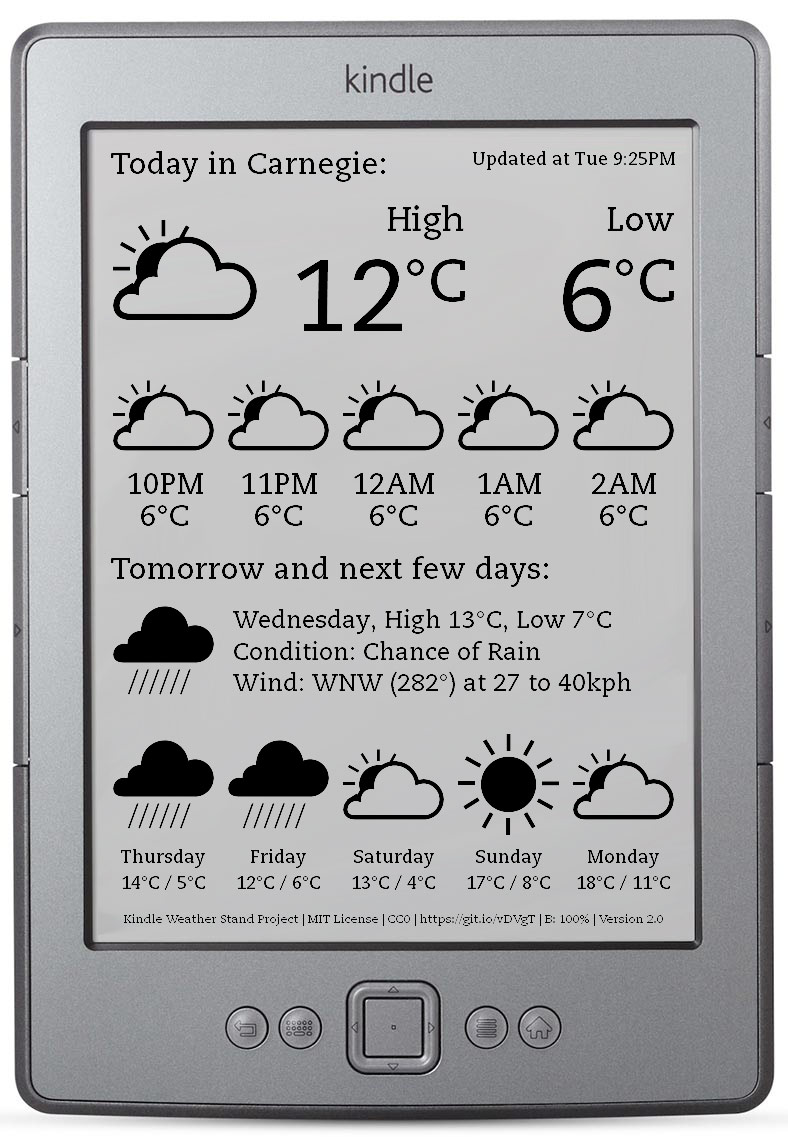 kindle
Today in Carnegie: Updated at Tue 9:25PM
High Low
12°C 6°C
10PM 11PM 12AM 1AM 2AM
6°C 6°C 6°C 6°C 6°C
Tomorrow and next few days:
Wednesday, High 13°C, Low 7°C
Condition: Chance of Rain
Wind: WNW (282°) at 27 to 40kph
Thursday Friday Saturday Sunday Monday
14°C / 5°C 12°C / 6°C 13°C / 4°C 17°C / 8°C 18°C / 11°C
Kindle Weather Stand Project | MIT License | CC0 | https://git.io/vDVgT | B: 100% | Version 2.0